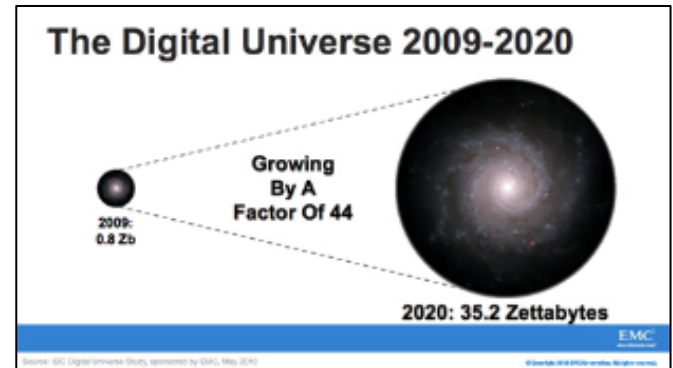 The Digital Universe 2009-2020
Growing
By A
Factor Of 44
2009:
0.8 Zb
2020: 35.2 Zettabytes
EMC²
Source: IDC Digital Universe Study, sponsored by EMC, May 2010